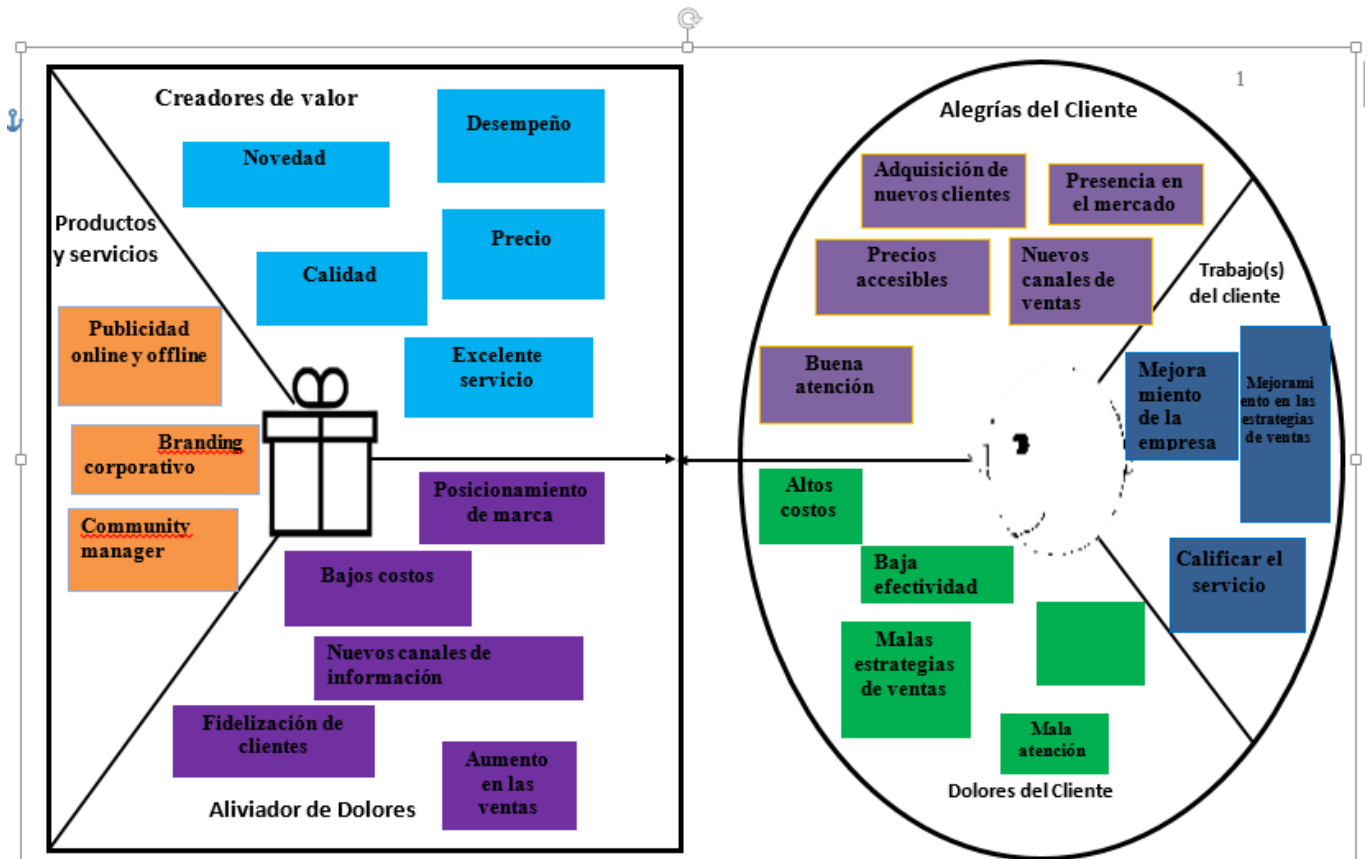 1
Creadores de valor
Desempeño
Novedad
Precio
Calidad
Excelente
servicio
Productos
y servicios
Publicidad
online y offline
Branding
corporativo
Community
manager
Posicionamiento
de marca
Bajos costos
Nuevos canales de
información
Fidelización de
clientes
Aumento
en las
ventas
Aliviador de Dolores
Alegrías del Cliente
Adquisición de
nuevos clientes
Presencia en
el mercado
Precios
accesibles
Nuevos
canales de
ventas
Buena
atención
Trabajo(s)
del cliente
Mejora
miento
de la
empresa
Mejorami
ento en las
estrategias
de ventas
Calificar el
servicio
Altos
costos
Baja
efectividad
Malas
estrategias
de ventas
Mala
atención
Dolores del Cliente